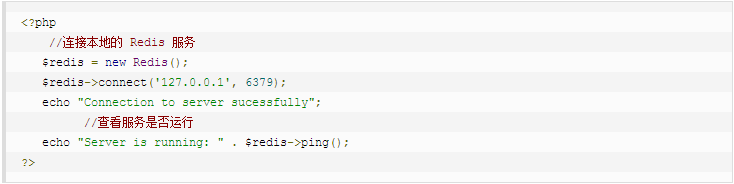 <?php
    //连接本地的 Redis 服务
   $redis = new Redis();
   $redis->connect('127.0.0.1', 6379);
   echo "Connection to server sucessfully";
         //查看服务是否运行
   echo "Server is running: " . $redis->ping();
?>